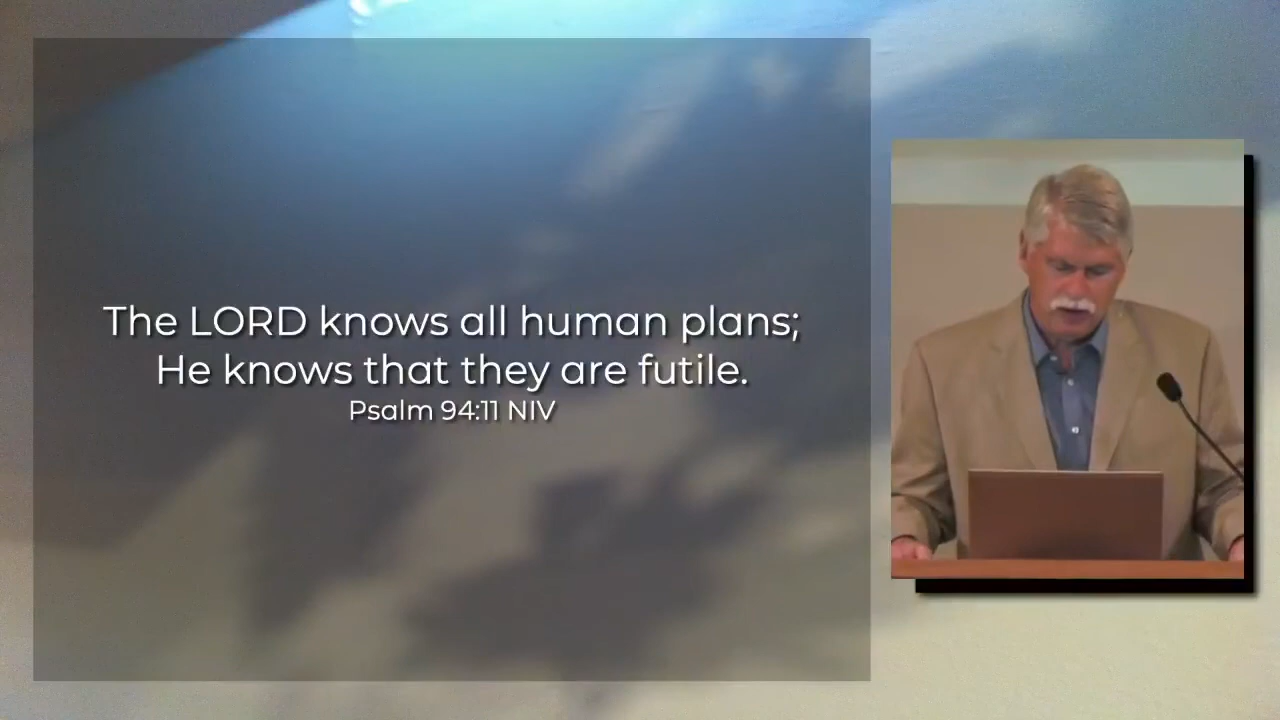 The LORD knows all human plans;
He knows that they are futile.
Psalm 94:11 NIV